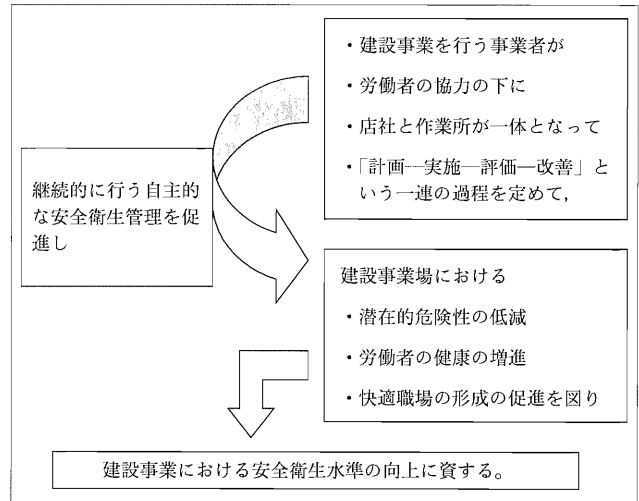 ・建設事業を行う事業者が
・労働者の協力の下に
・店社と作業所が一体となって
・「計画―実施―評価―改善」と
いう一連の過程を定めて，
継続的に行う自主的
な安全衛生管理を促
進し
建設事業場における
・潜在的危険性の低減
・労働者の健康の増進
・快適職場の形成の促進を図り
建設事業における安全衛生水準の向上に資する。